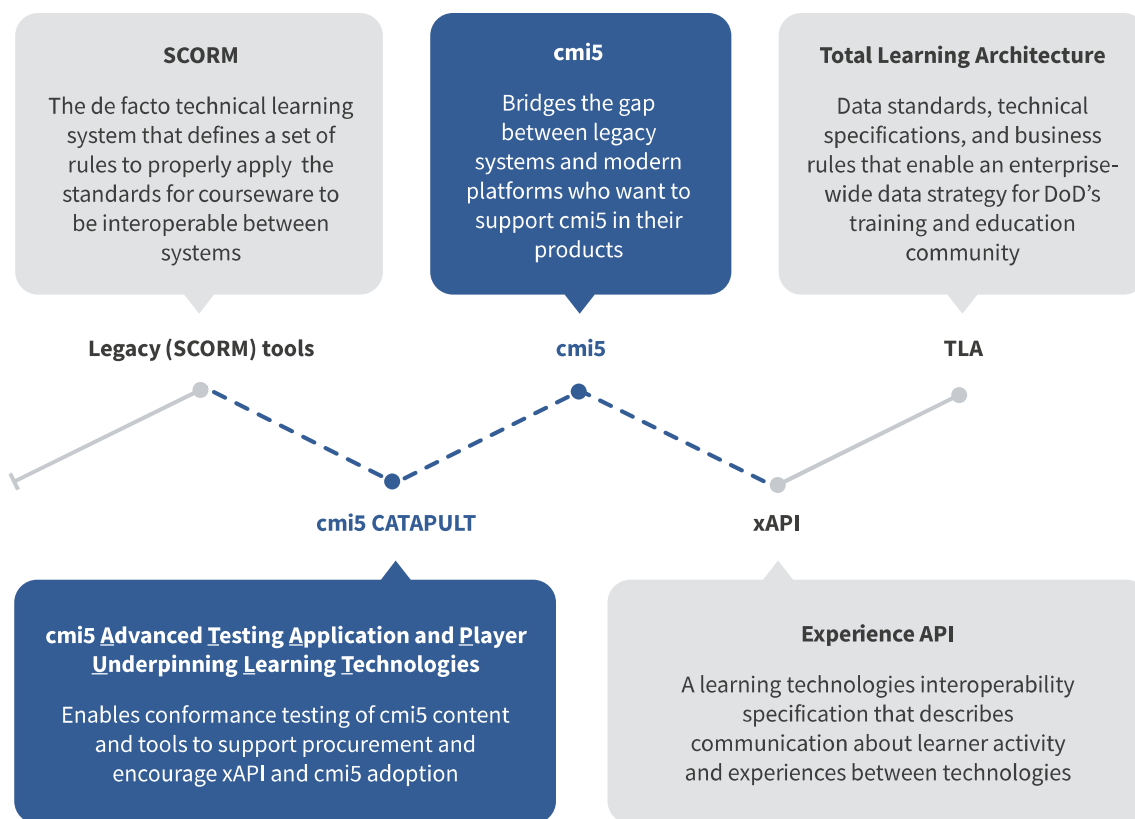 SCORM
The de facto technical learning
system that defines a set of
rules to properly apply the
standards for courseware to
be interoperable between
systems
cmi5
Bridges the gap
between legacy
systems and modern
platforms who want to
support cmi5 in their
products
Total Learning Architecture
Data standards, technical
specifications, and business
rules that enable an enterprise-
wide data strategy for DoD’s
training and education
community
Legacy (SCORM) tools
cmi5
TLA
cmi5 CATAPULT
xAPI
cmi5 Advanced Testing Application and Player
Underpinning Learning Technologies
Enables conformance testing of cmi5 content
and tools to support procurement and
encourage xAPI and cmi5 adoption
Experience API
A learning technologies interoperability
specification that describes
communication about learner activity
and experiences between technologies